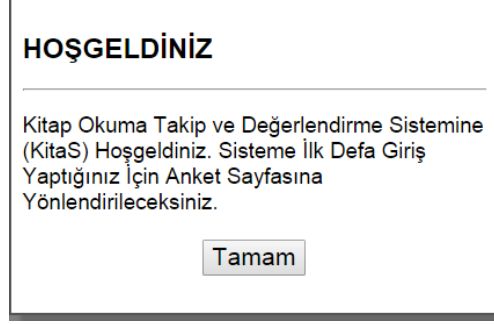 HOŞGELDİNİZ
Kitap Okuma Takip ve Değerlendirme Sistemine
(KitaS) Hoşgeldiniz. Sisteme İlk Defa Giriş
Yaptığınız İçin Anket Sayfasına
Yönlendirileceksiniz.
Tamam